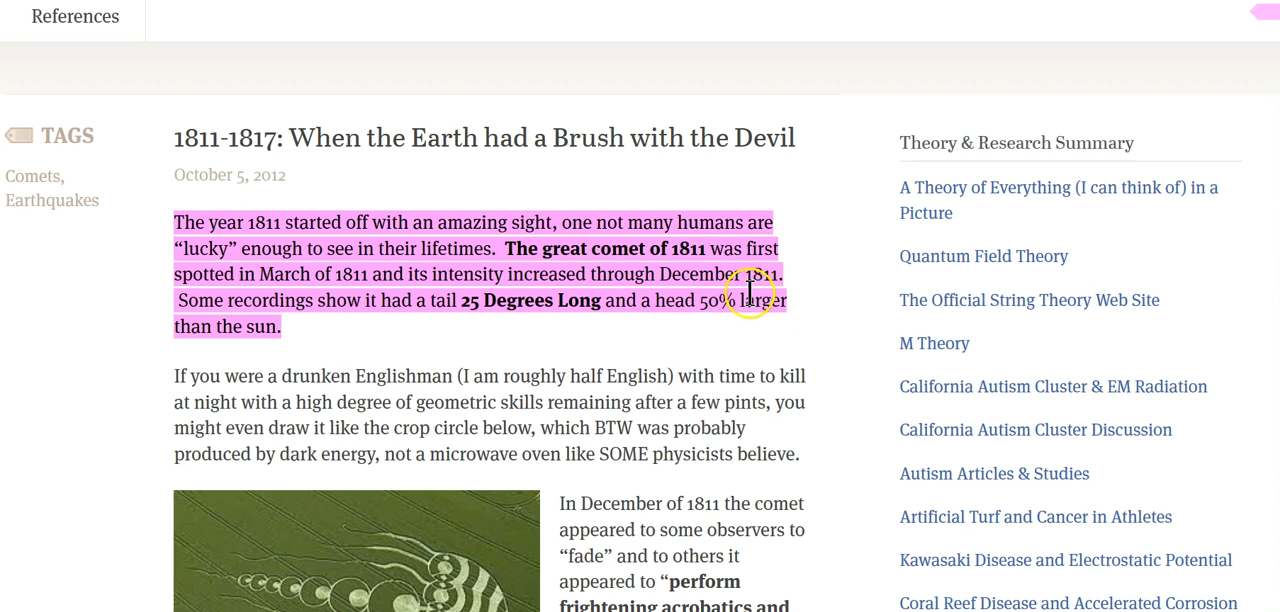 References
TAGS
Comets,
Earthquakes
1811-1817: When the Earth had a Brush with the Devil
October 5, 2012
The year 1811 started off with an amazing sight, one not many humans are
“lucky” enough to see in their lifetimes.  The great comet of 1811 was first
spotted in March of 1811 and its intensity increased through December 1811.
Some recordings show it had a tail 25 Degrees Long and a head 50% larger
than the sun.
If you were a drunken Englishman (I am roughly half English) with time to kill
at night with a high degree of geometric skills remaining after a few pints, you
might even draw it like the crop circle below, which BTW was probably
produced by dark energy, not a microwave oven like SOME physicists believe.
In December of 1811 the comet
appeared to some observers to
“fade” and to others it
appeared to “perform
frightening acrobatics and
Theory & Research Summary
A Theory of Everything (I can think of) in a
Picture
Quantum Field Theory
The Official String Theory Web Site
M Theory
California Autism Cluster & EM Radiation
California Autism Cluster Discussion
Autism Articles & Studies
Artificial Turf and Cancer in Athletes
Kawasaki Disease and Electrostatic Potential
Coral Reef Disease and Accelerated Corrosion